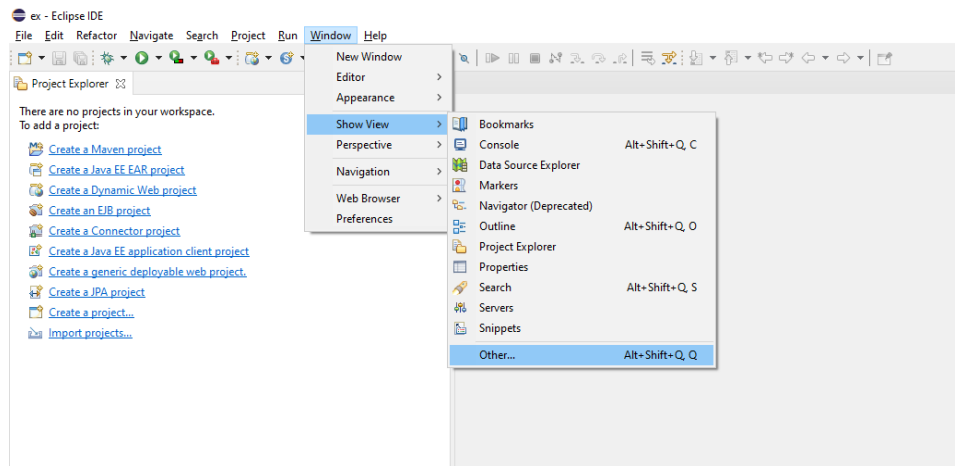 ex - Eclipse IDE
File Edit Refactor Navigate Search Project Run Window Help
Project Explorer
There are no projects in your workspace.
To add a project:
Create a Maven project
Create a Java EE EAR project
Create a Dynamic Web project
Create an EJB project
Create a Connector project
Create a Java EE application client project
Create a generic deployable web project.
Create a JPA project
Create a project...
Import projects...
New Window
Editor
Appearance
Show View
Perspective
Navigation
Web Browser
Preferences
Bookmarks
Console Alt+Shift+Q, C
Data Source Explorer
Markers
Navigator (Deprecated)
Outline Alt+Shift+Q, O
Project Explorer
Properties
Search Alt+Shift+Q, S
Servers
Snippets
Other... Alt+Shift+Q, Q